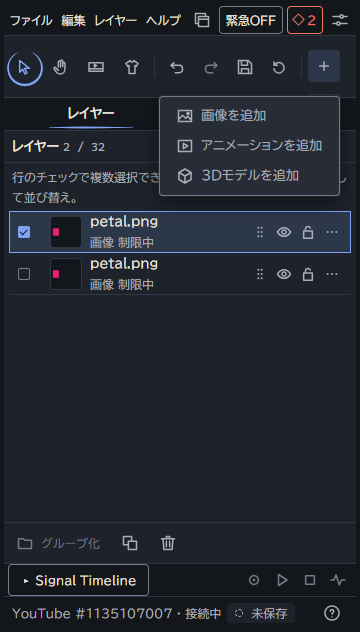 ファイル 編集 レイヤー ヘルプ 緊急OFF 2
レイヤー
画像を追加
アニメーションを追加
3Dモデルを追加
レイヤー 2 / 32
行のチェックで複数選択でき
し
て並び替え。
petal.png
画像 制限中
petal.png
画像 制限中
グループ化
▸ Signal Timeline
YouTube #1135107007・接続中 未保存